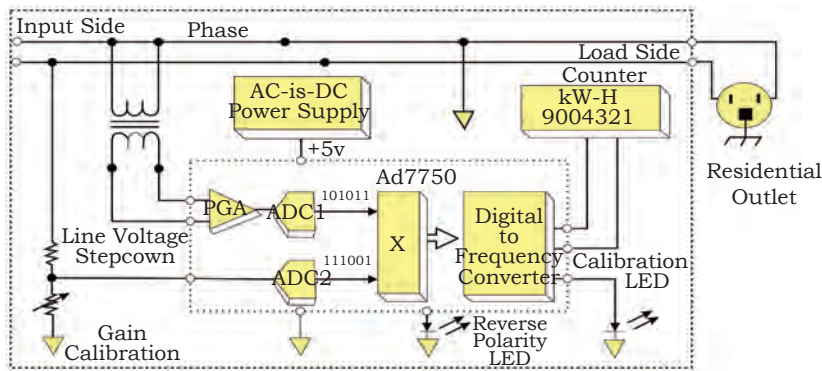 Input Side
Phase
Load Side
Counter
AC-is-DC
Power Supply
kW-H
9004321
+5v
Residential
Outlet
Ad7750
PGA
ADC1
101011
X
Digital
to
Frequency
Converter
Line Voltage
Stepcown
111001
ADC2
Calibration
LED
Gain
Calibration
Reverse
Polarity
LED